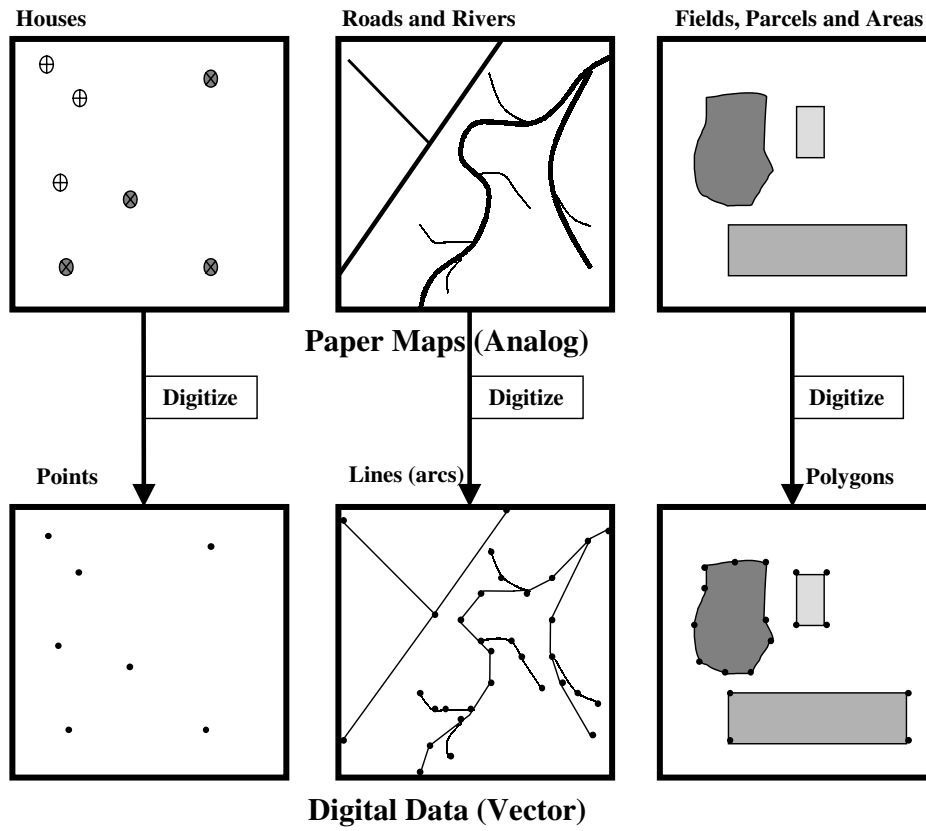 Houses
Roads and Rivers
Fields, Parcels and Areas
Paper Maps (Analog)
Digitize
Digitize
Digitize
Points
Lines (arcs)
Polygons
Digital Data (Vector)